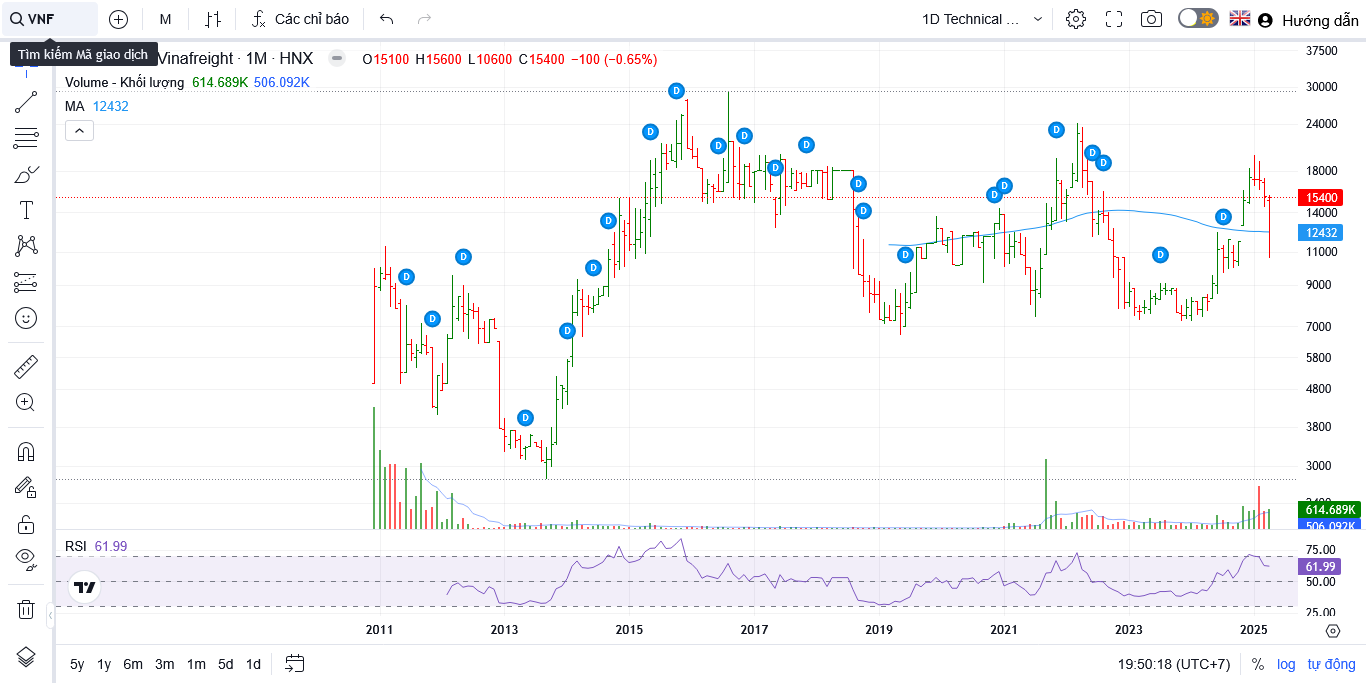 VNF
M
Các chỉ báo
1D Technical ...
Hướng dẫn
Tìm kiếm Mã giao dịch
Vinafreight · 1M · HNX
O15100 H15600 L10600 C15400 −100 (−0.65%)
Volume - Khối lượng 614.689K 506.092K
MA 12432
37500
30000
24000
18000
15400
14000
12432
11000
9000
7000
5800
4800
3800
3000
614.689K
506.092K
D D D D D D D D D D D D D D D D D D D D D D D
RSI 61.99
75.00
61.99
50.00
25.00
2011 2013 2015 2017 2019 2021 2023 2025
5y 1y 6m 3m 1m 5d 1d
19:50:18 (UTC+7) % log tự động